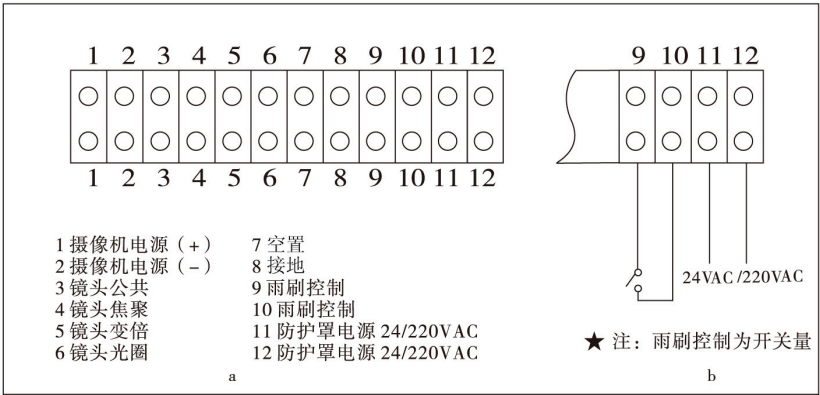 1 2 3 4 5 6 7 8 9 10 11 12
1 2 3 4 5 6 7 8 9 10 11 12
1 摄像机电源（+）
2 摄像机电源（-）
3 镜头公共
4 镜头焦聚
5 镜头变倍
6 镜头光圈
7 空置
8 接地
9 雨刷控制
10 雨刷控制
11 防护罩电源 24/220VAC
12 防护罩电源 24/220VAC
a
9 10 11 12
24VAC /220VAC
★ 注：雨刷控制为开关量
b